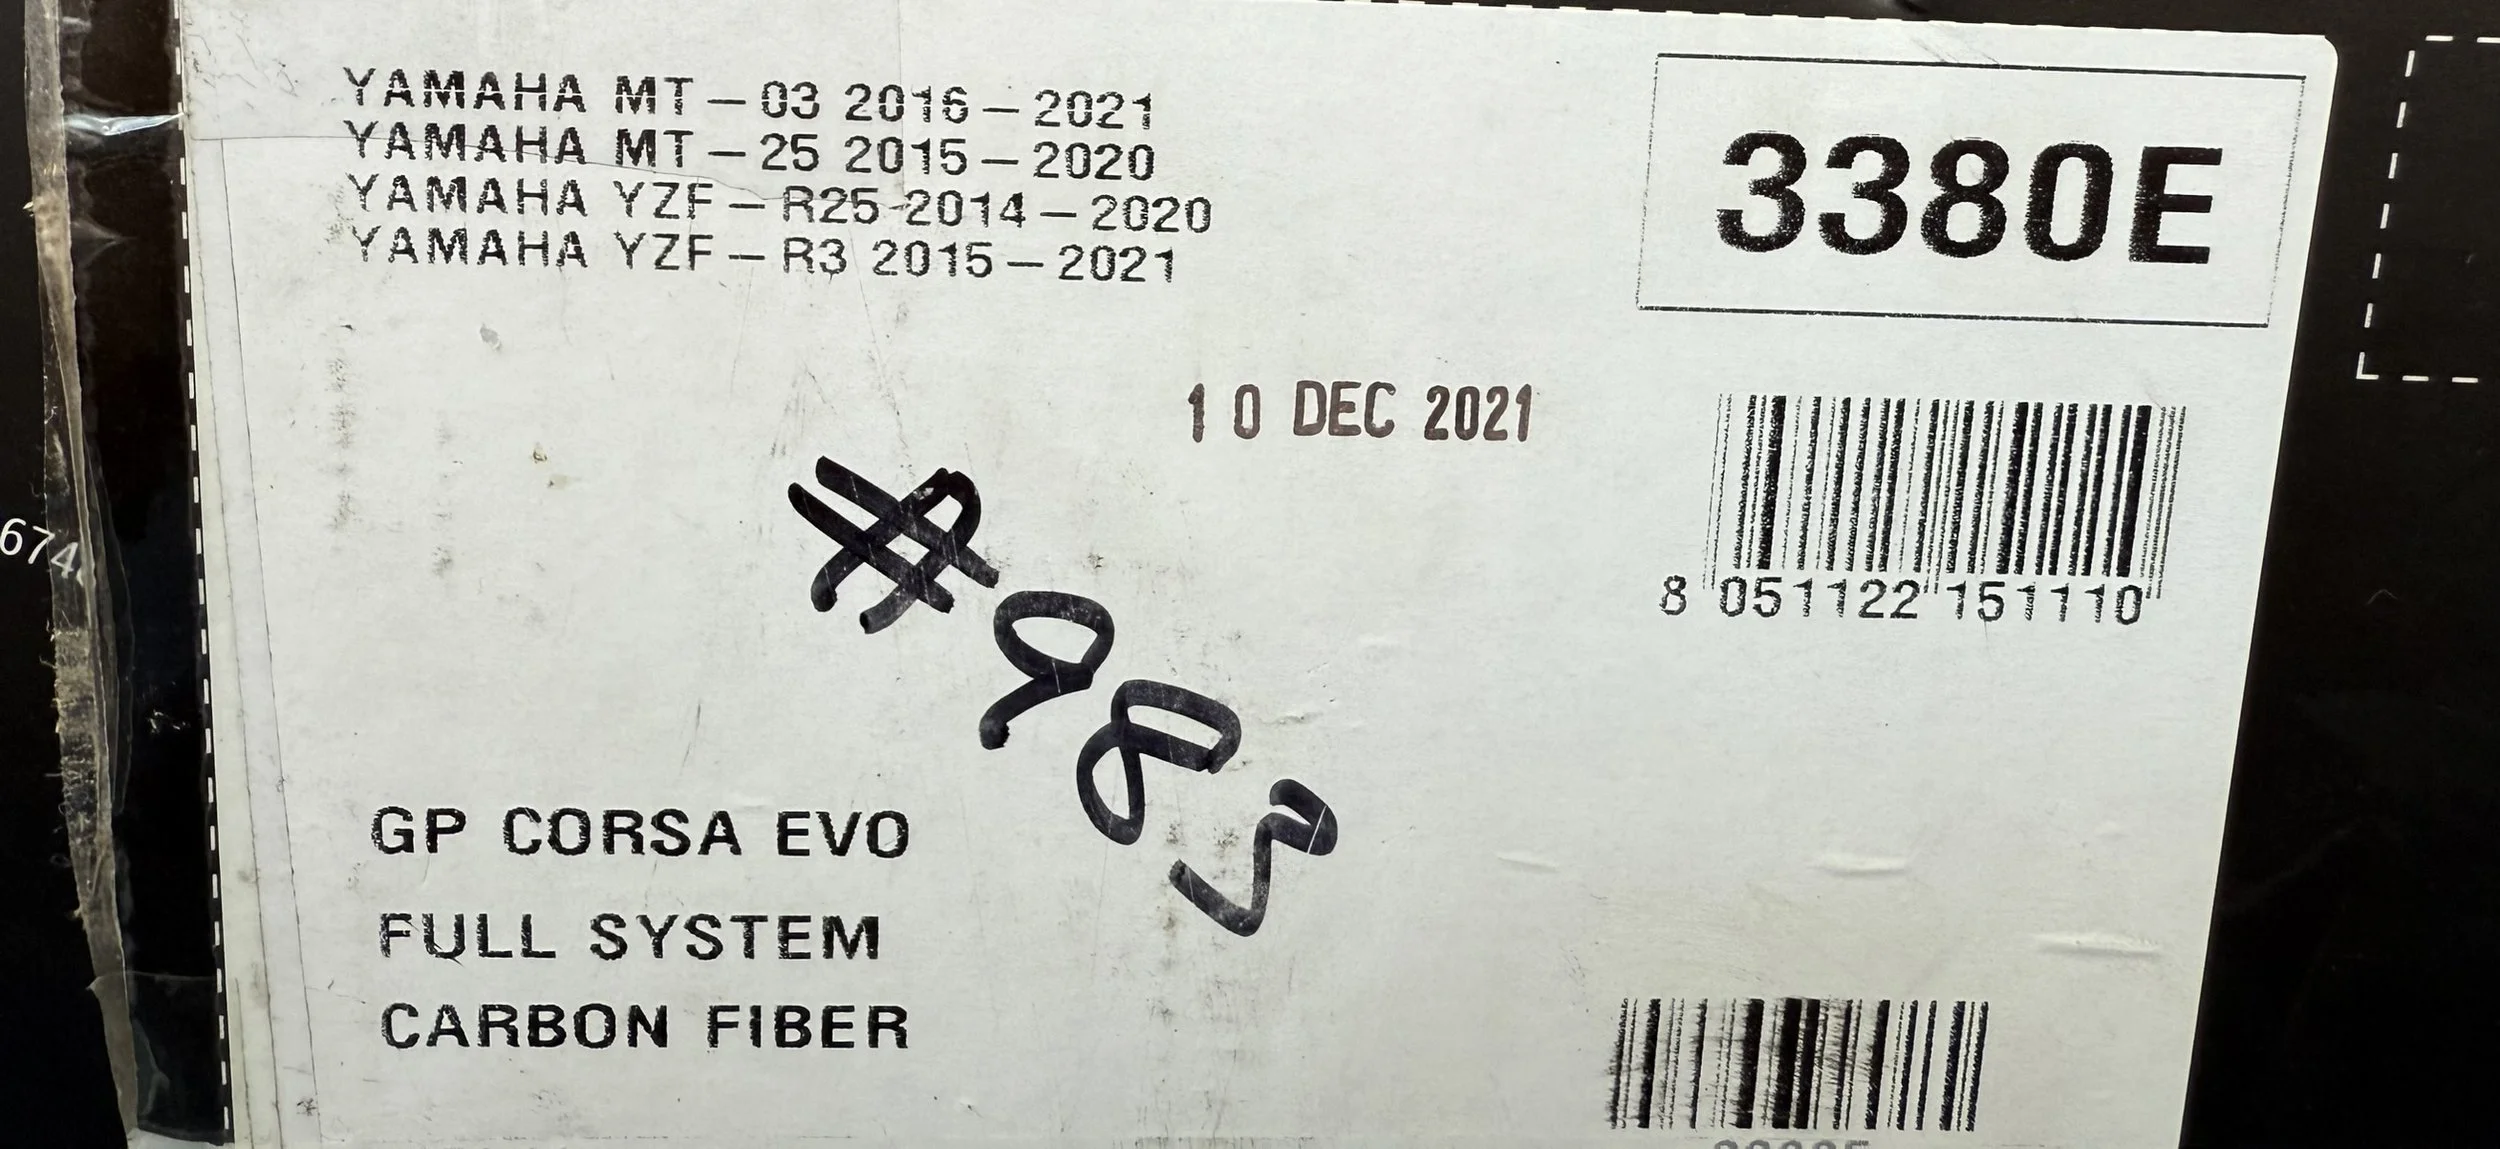 YAMAHA MT – 03 2016 – 2021
YAMAHA MT – 25 2015 – 2020
YAMAHA YZF – R25 2014 – 2020
YAMAHA YZF – R3 2015 – 2021
3380E
10 DEC 2021
8 051122 151110
674
#983
GP CORSA EVO
FULL SYSTEM
CARBON FIBER